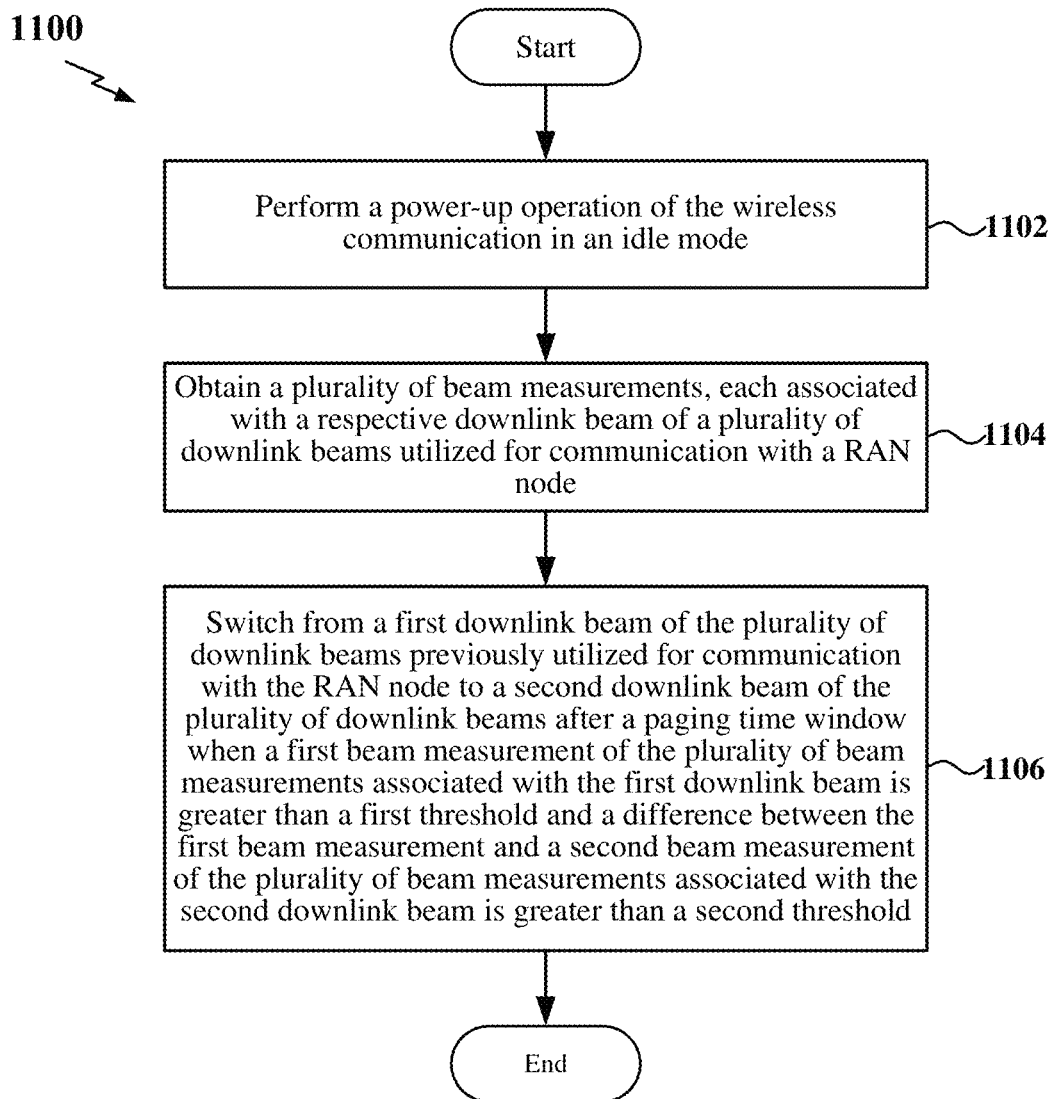 1100
Start
Perform a power-up operation of the wireless
communication in an idle mode
1102
Obtain a plurality of beam measurements, each associated
with a respective downlink beam of a plurality of
downlink beams utilized for communication with a RAN
node
1104
Switch from a first downlink beam of the plurality of
downlink beams previously utilized for communication
with the RAN node to a second downlink beam of the
plurality of downlink beams after a paging time window
when a first beam measurement of the plurality of beam
measurements associated with the first downlink beam is
greater than a first threshold and a difference between the
first beam measurement and a second beam measurement
of the plurality of beam measurements associated with the
second downlink beam is greater than a second threshold
1106
End